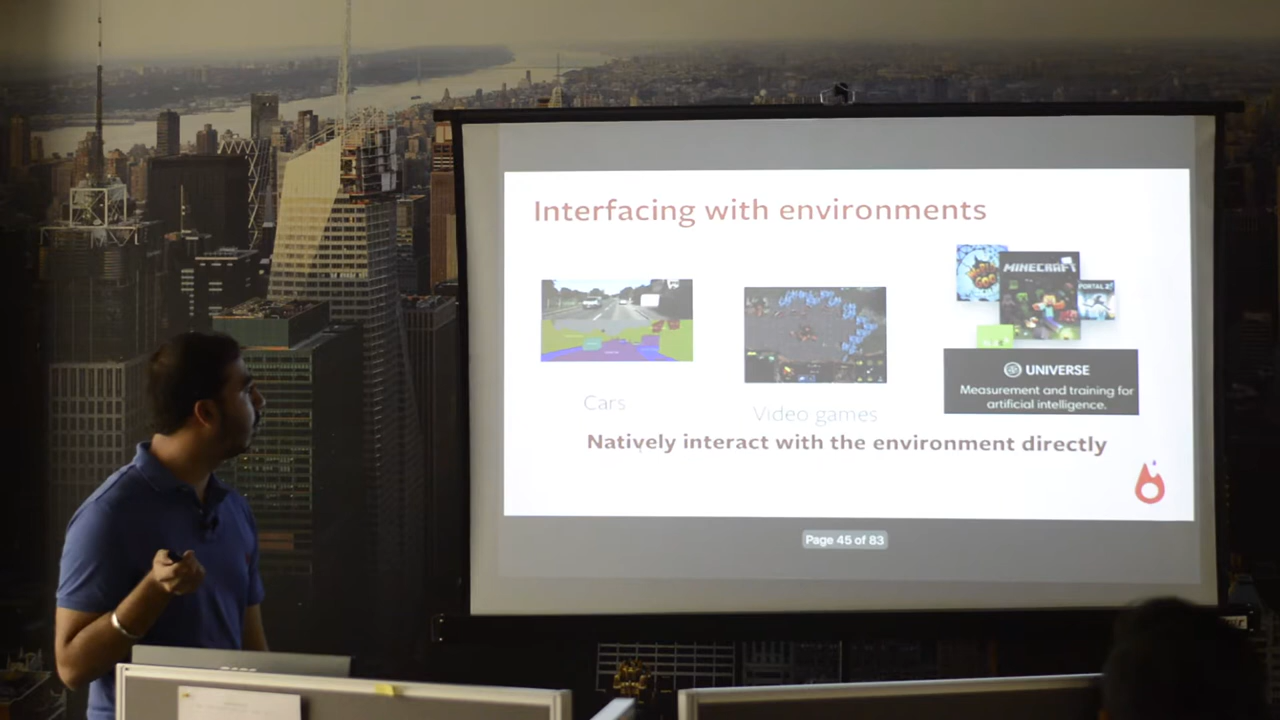 Interfacing with environments
MINECRAFT
PORTAL 2
UNIVERSE
Measurement and training for
artificial intelligence.
Cars
Video games
Natively interact with the environment directly
Page 45 of 83